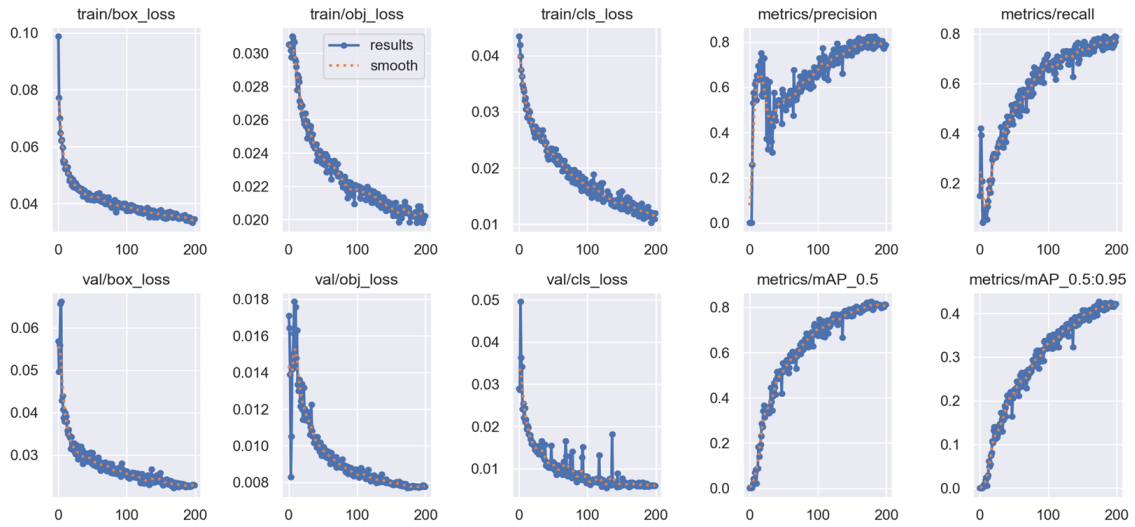 train/box_loss
train/obj_loss
train/cls_loss
metrics/precision
metrics/recall
0.10
0.08
0.06
0.04
0 100 200
0.030
0.028
0.026
0.024
0.022
0.020
results
smooth
0 100 200
0.04
0.03
0.02
0.01
0 100 200
0.8
0.6
0.4
0.2
0.0
0 100 200
0.8
0.6
0.4
0.2
0 100 200
val/box_loss
val/obj_loss
val/cls_loss
metrics/mAP_0.5
metrics/mAP_0.5:0.95
0.06
0.05
0.04
0.03
0 100 200
0.018
0.016
0.014
0.012
0.010
0.008
0 100 200
0.05
0.04
0.03
0.02
0.01
0 100 200
0.8
0.6
0.4
0.2
0.0
0 100 200
0.4
0.3
0.2
0.1
0.0
0 100 200